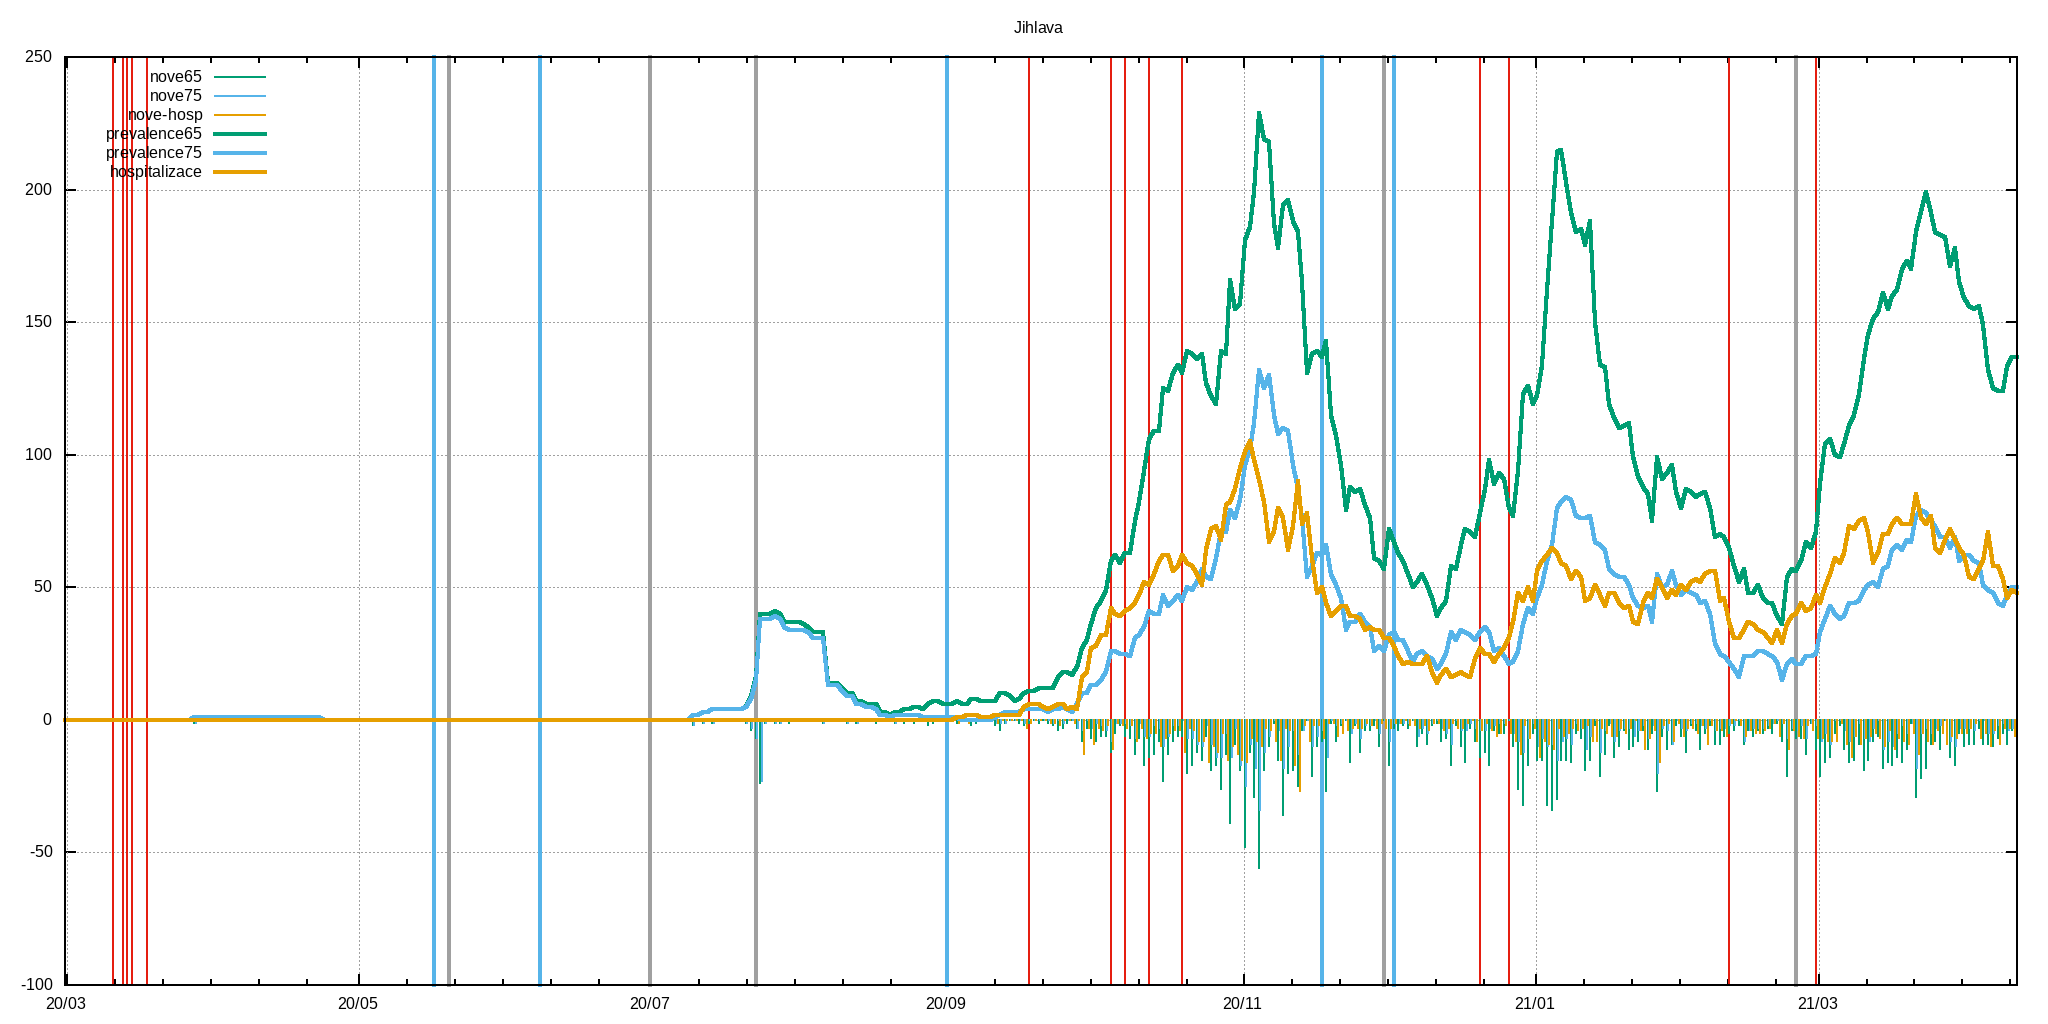 Jihlava
250
200
150
100
50
0
-50
-100
nove65
nove75
nove-hosp
prevalence65
prevalence75
hospitalizace
20/03 20/05 20/07 20/09 20/11 21/01 21/03